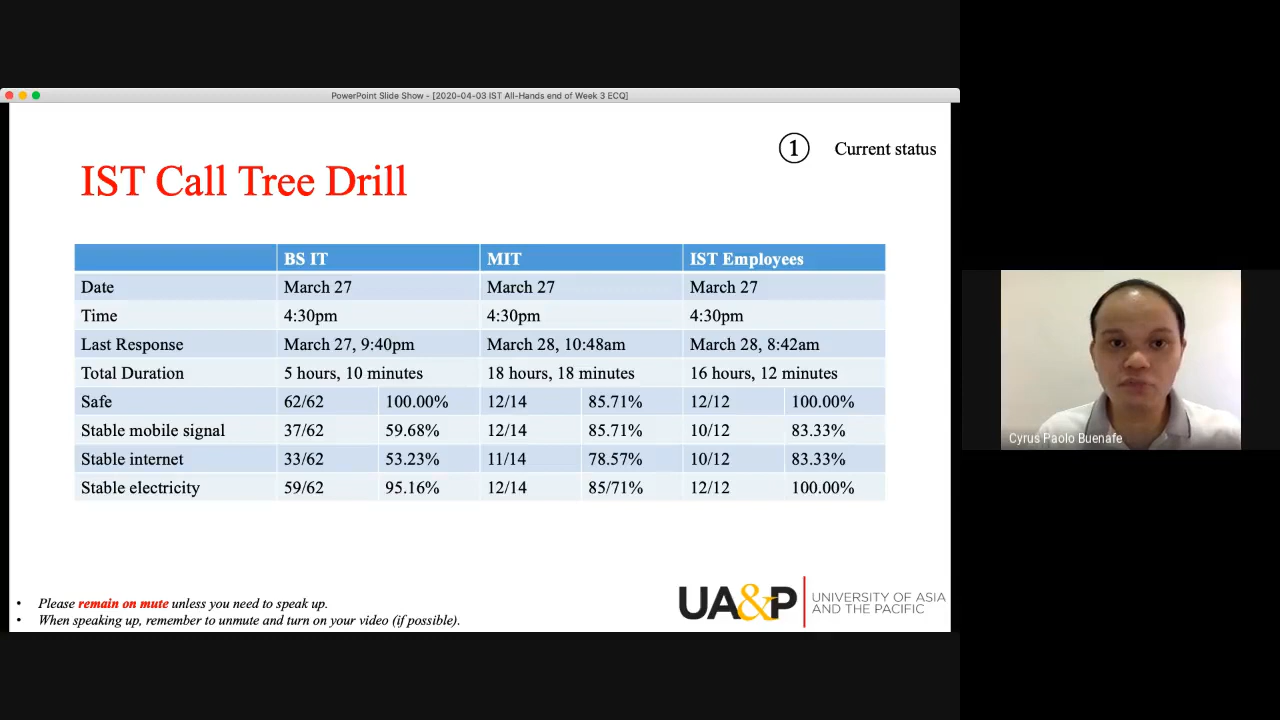 PowerPoint Slide Show - [2020-04-03 IST All-Hands end of Week 3 ECQ]
1 Current status
IST Call Tree Drill
BS IT MIT IST Employees
Date March 27 March 27 March 27
Time 4:30pm 4:30pm 4:30pm
Last Response March 27, 9:40pm March 28, 10:48am March 28, 8:42am
Total Duration 5 hours, 10 minutes 18 hours, 18 minutes 16 hours, 12 minutes
Safe 62/62 100.00% 12/14 85.71% 12/12 100.00%
Stable mobile signal 37/62 59.68% 12/14 85.71% 10/12 83.33%
Stable internet 33/62 53.23% 11/14 78.57% 10/12 83.33%
Stable electricity 59/62 95.16% 12/14 85/71% 12/12 100.00%
• Please remain on mute unless you need to speak up.
• When speaking up, remember to unmute and turn on your video (if possible).
UA&P
UNIVERSITY OF ASIA
AND THE PACIFIC
Cyrus Paolo Buenafe